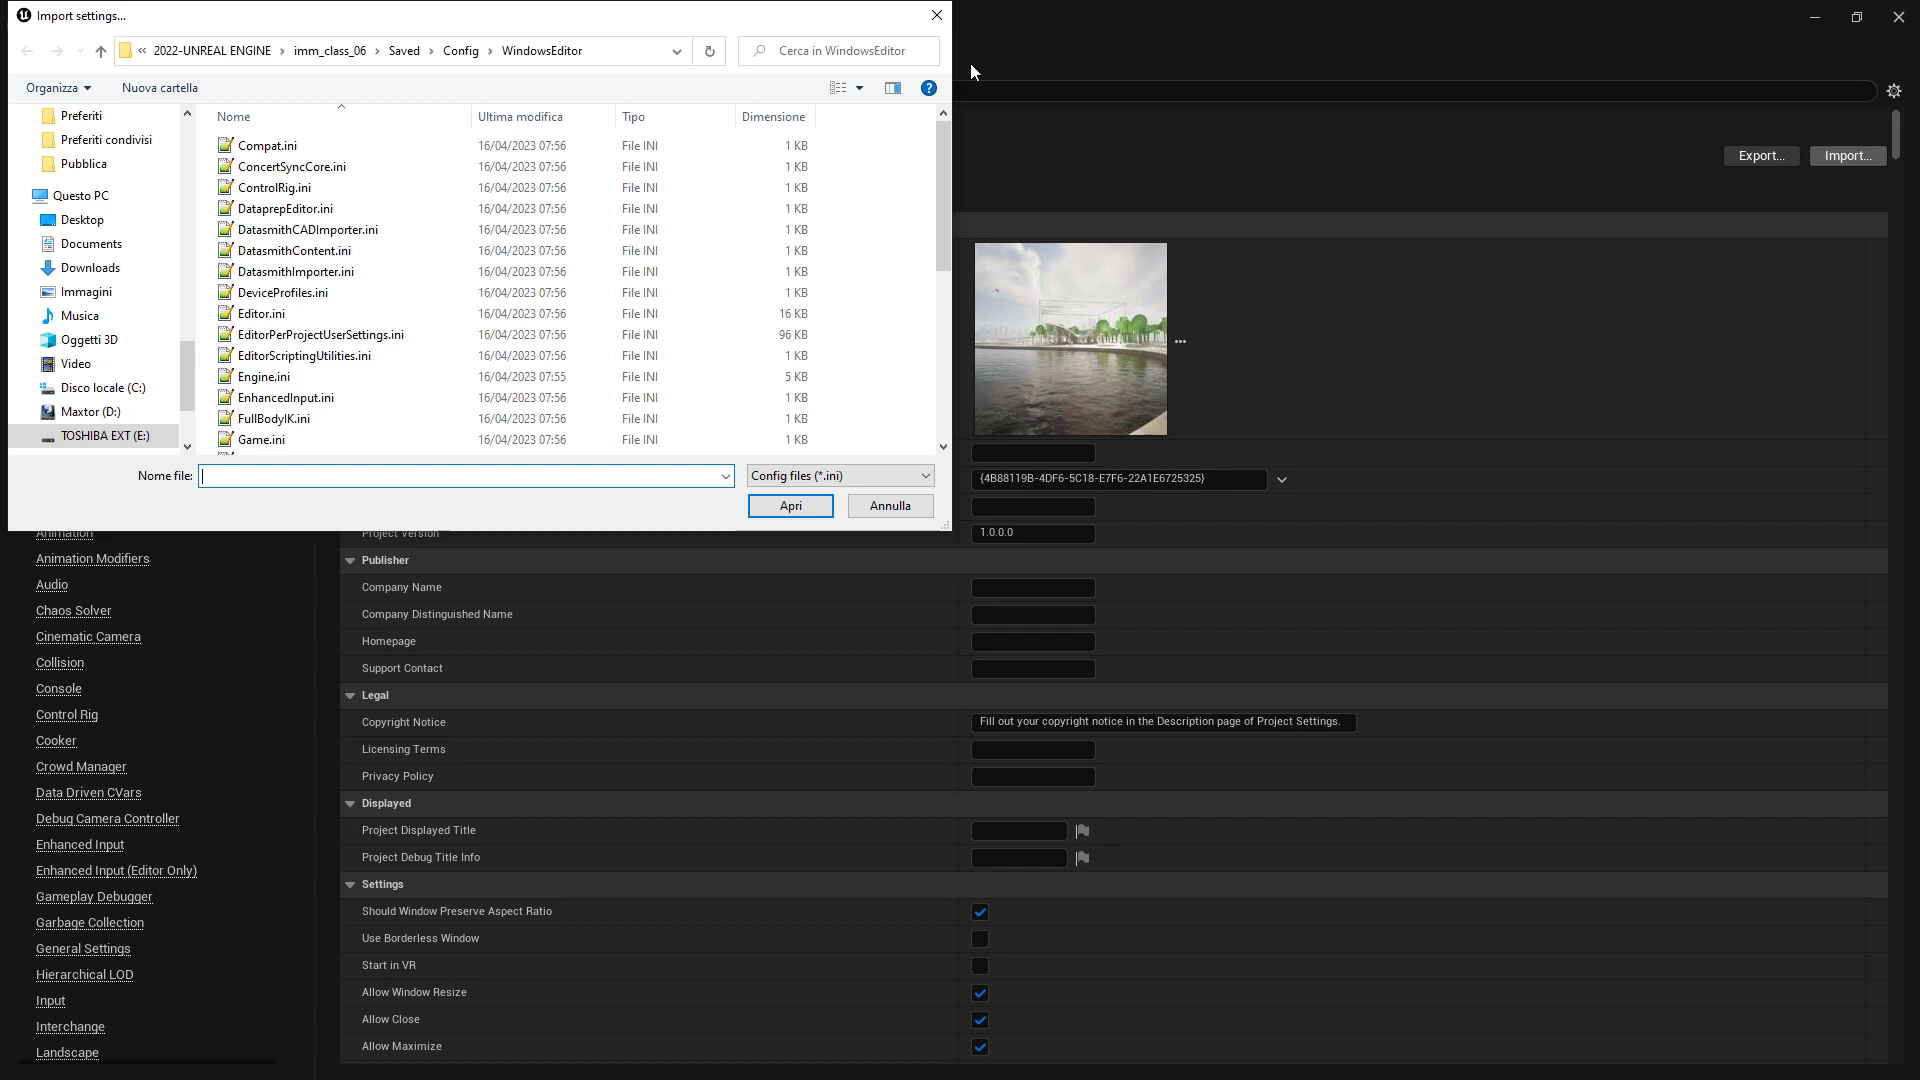 Import settings...
« 2022-UNREAL ENGINE › imm_class_06 › Saved › Config › WindowsEditor
Cerca in WindowsEditor
Organizza
Nuova cartella
Preferiti
Preferiti condivisi
Pubblica
Questo PC
Desktop
Documents
Downloads
Immagini
Musica
Oggetti 3D
Video
Disco locale (C:)
Maxtor (D:)
TOSHIBA EXT (E:)
Nome Ultima modifica Tipo Dimensione
Compat.ini 16/04/2023 07:56 File INI 1 KB
ConcertSyncCore.ini 16/04/2023 07:56 File INI 1 KB
ControlRig.ini 16/04/2023 07:56 File INI 1 KB
DataprepEditor.ini 16/04/2023 07:56 File INI 1 KB
DatasmithCADImporter.ini 16/04/2023 07:56 File INI 1 KB
DatasmithContent.ini 16/04/2023 07:56 File INI 1 KB
DatasmithImporter.ini 16/04/2023 07:56 File INI 1 KB
DeviceProfiles.ini 16/04/2023 07:56 File INI 1 KB
Editor.ini 16/04/2023 07:56 File INI 16 KB
EditorPerProjectUserSettings.ini 16/04/2023 07:56 File INI 96 KB
EditorScriptingUtilities.ini 16/04/2023 07:56 File INI 1 KB
Engine.ini 16/04/2023 07:55 File INI 5 KB
EnhancedInput.ini 16/04/2023 07:56 File INI 1 KB
FullBodyIK.ini 16/04/2023 07:56 File INI 1 KB
Game.ini 16/04/2023 07:56 File INI 1 KB
Nome file:
Config files (*.ini)
Apri
Annulla
Export...
Import...
{4B88119B-4DF6-5C18-E7F6-22A1E6725325}
Project Version 1.0.0.0
Publisher
Company Name
Company Distinguished Name
Homepage
Support Contact
Legal
Copyright Notice Fill out your copyright notice in the Description page of Project Settings.
Licensing Terms
Privacy Policy
Displayed
Project Displayed Title
Project Debug Title Info
Settings
Should Window Preserve Aspect Ratio
Use Borderless Window
Start in VR
Allow Window Resize
Allow Close
Allow Maximize
Animation
Animation Modifiers
Audio
Chaos Solver
Cinematic Camera
Collision
Console
Control Rig
Cooker
Crowd Manager
Data Driven CVars
Debug Camera Controller
Enhanced Input
Enhanced Input (Editor Only)
Gameplay Debugger
Garbage Collection
General Settings
Hierarchical LOD
Input
Interchange
Landscape